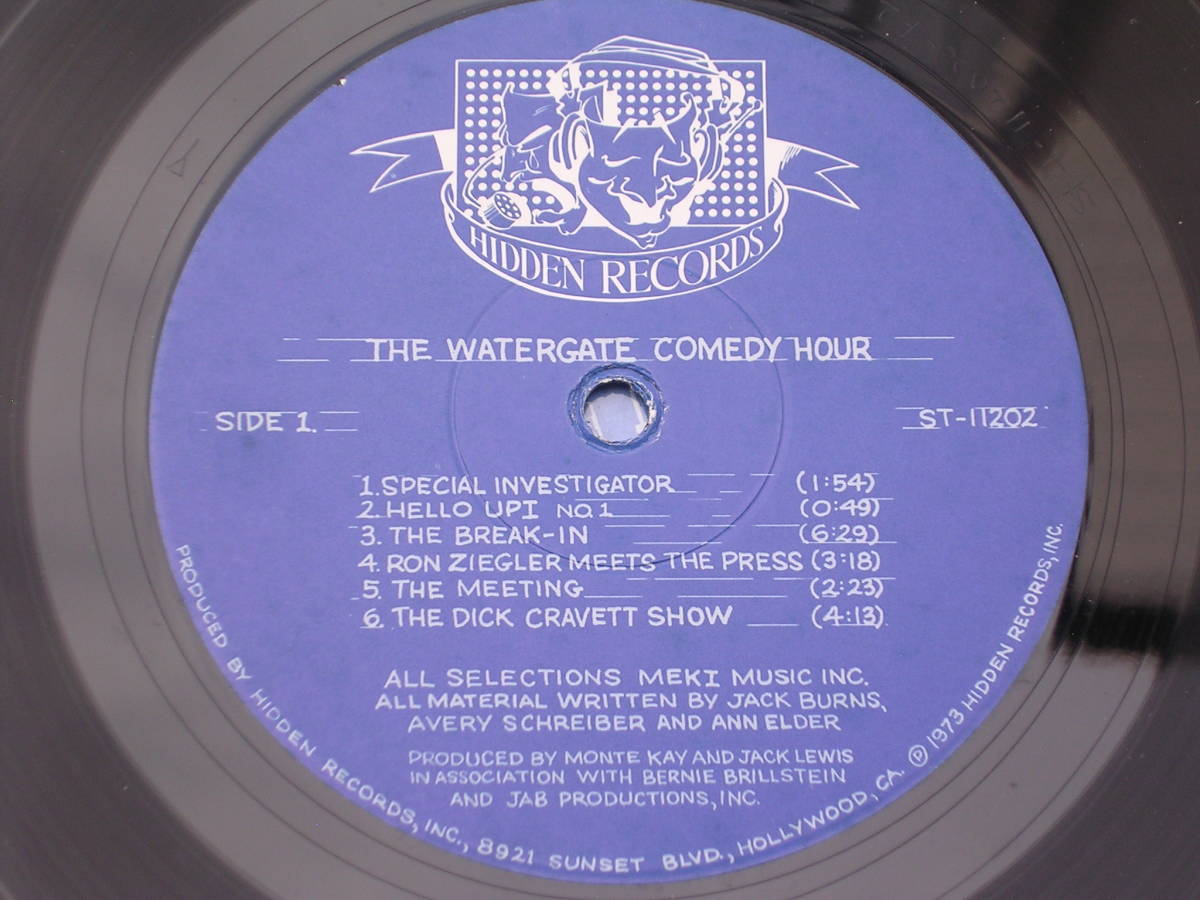 HIDDEN RECORDS
THE WATERGATE COMEDY HOUR
SIDE 1.
ST-11202
1. SPECIAL INVESTIGATOR (1:54)
2. HELLO UPI NO. 1 (0:49)
3. THE BREAK-IN (6:29)
4. RON ZIEGLER MEETS THE PRESS (3:18)
5. THE MEETING (2:23)
6. THE DICK CRAVETT SHOW (4:13)
ALL SELECTIONS MEKI MUSIC INC.
ALL MATERIAL WRITTEN BY JACK BURNS,
AVERY SCHREIBER AND ANN ELDER
PRODUCED BY MONTE KAY AND JACK LEWIS
IN ASSOCIATION WITH BERNIE BRILLSTEIN
AND JAB PRODUCTIONS, INC.
PRODUCED BY HIDDEN RECORDS, INC., 8921 SUNSET BLVD., HOLLYWOOD, CA. ℗ 1973 HIDDEN RECORDS, INC.